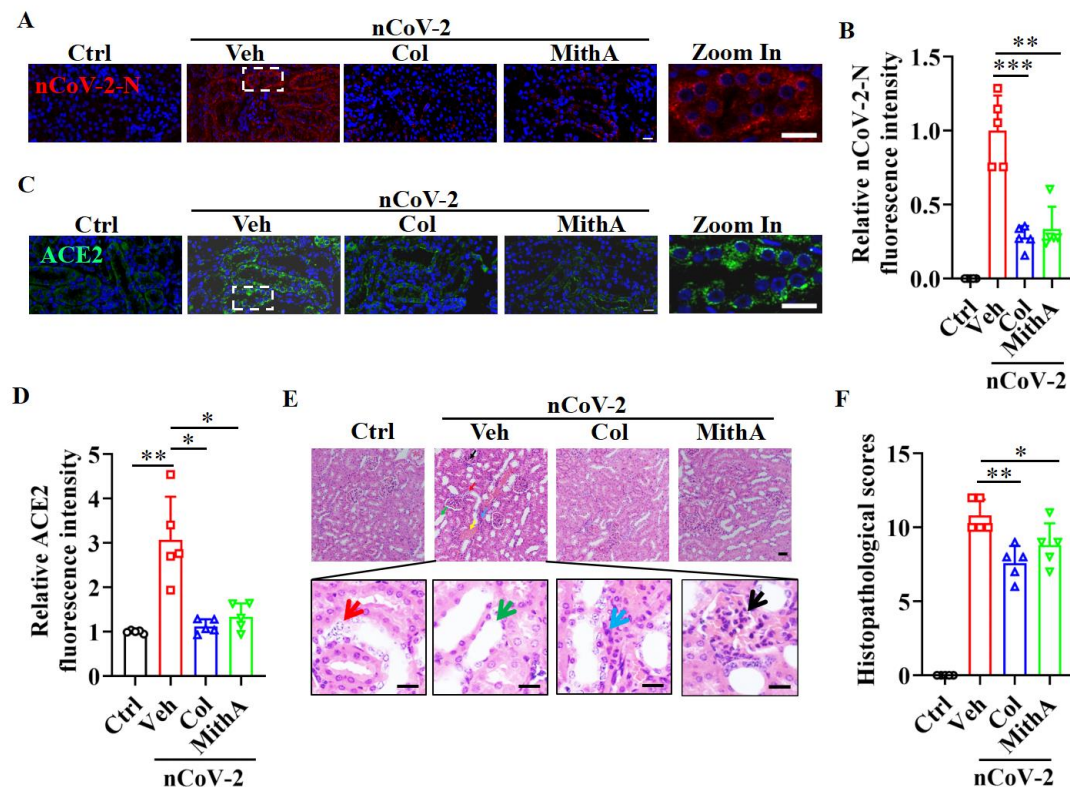 A
nCoV-2
Ctrl Veh Col MithA Zoom In
nCoV-2-N
B
Relative nCoV-2-N
fluorescence intensity
**
***
1.5
1.0
0.5
0.0
Ctrl Veh Col MithA
nCoV-2
C
nCoV-2
Ctrl Veh Col MithA Zoom In
ACE2
D
Relative ACE2
fluorescence intensity
*
*
**
5
4
3
2
1
0
Ctrl Veh Col MithA
nCoV-2
E
nCoV-2
Ctrl Veh Col MithA
F
Histopathological scores
*
**
15
10
5
0
Ctrl Veh Col MithA
nCoV-2